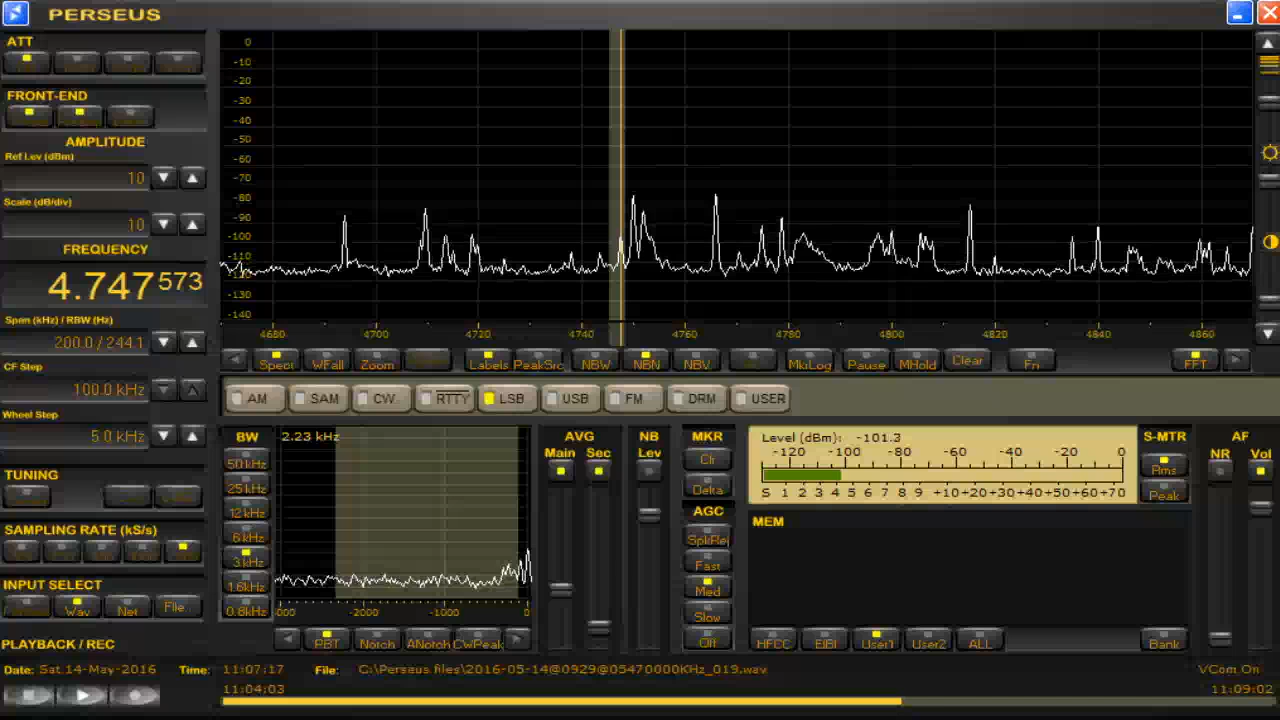 PERSEUS
ATT
FRONT-END
AMPLITUDE
Ref Lev (dBm)
10
Scale (dB/div)
10
FREQUENCY
4.747 573
Span (kHz) / RBW (Hz)
200.0 / 244.1
CF Step
100.0 kHz
Wheel Step
5.0 kHz
TUNING
SAMPLING RATE (kS/s)
INPUT SELECT
Wav Net File
PLAYBACK / REC
0
-10
-20
-30
-40
-50
-60
-70
-80
-90
-100
-110
-120
-130
-140
4680 4700 4720 4740 4760 4780 4800 4820 4840 4860
Spect WFall Zoom Labels PeakSrc NBW NBN NBV MkrLog Pause MHold Clear Fn FFT
AM SAM CW RTTY LSB USB FM DRM USER
BW
50 kHz
25 kHz
12 kHz
6 kHz
3 kHz
1.6kHz
0.8kHz
2.23 kHz
-2000 -1000 0
PBT Notch ANotch CWPeak
AVG
Main Sec
NB
Lev
MKR
Clr
Delta
AGC
SplkRej
Fast
Med
Slow
Off
Level (dBm): -101.3
-120 -100 -80 -60 -40 -20 0
S 1 2 3 4 5 6 7 8 9 +10+20+30+40+50+60+70
S-MTR
Rms
Peak
AF
NR Vol
MEM
HFCC EIBI User1 User2 ALL Bank
Date: Sat.14-May-2016 Time: 11:07:17 File: C:\Perseus files\2016-05-14@0929@05470000KHz_019.wav VCom On
11:04:03 11:09:02